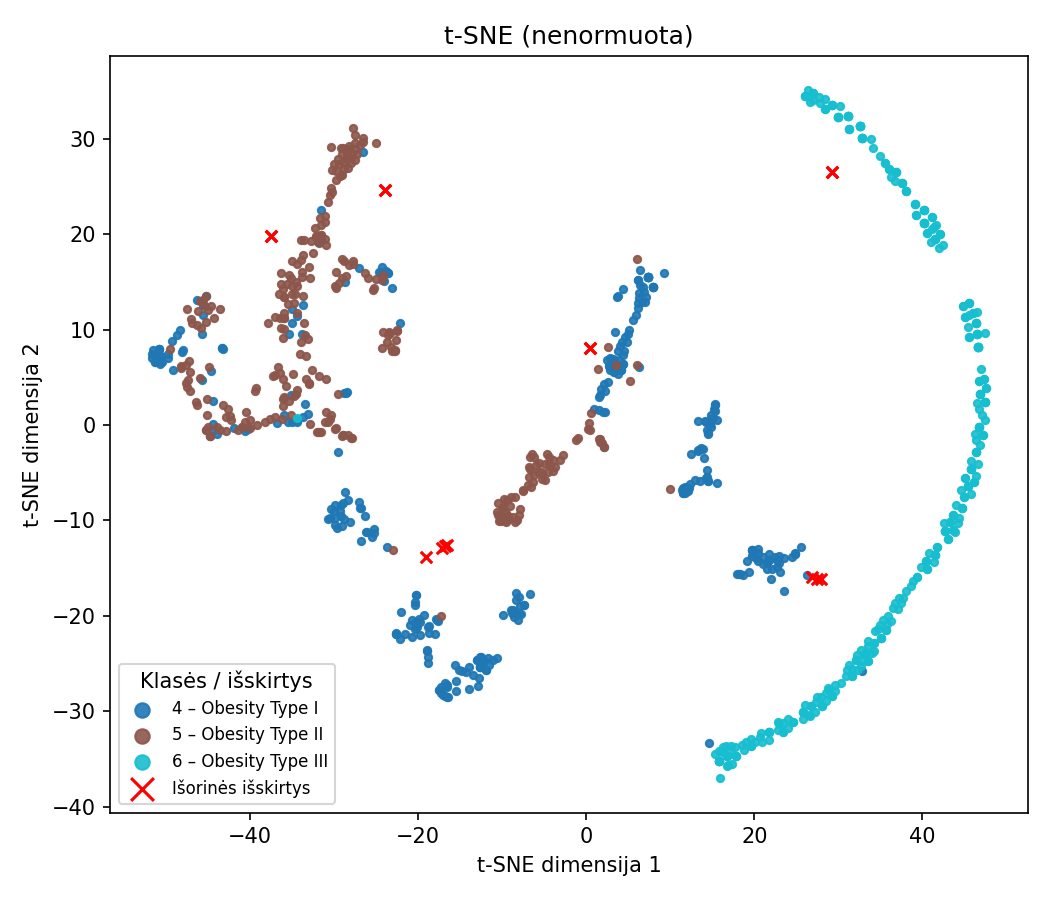 t-SNE (nenormuota)
t-SNE dimensija 2
30
20
10
0
−10
−20
−30
−40
Klasės / išskirtys
4 – Obesity Type I
5 – Obesity Type II
6 – Obesity Type III
Išorinės išskirtys
−40
−20
0
20
40
t-SNE dimensija 1